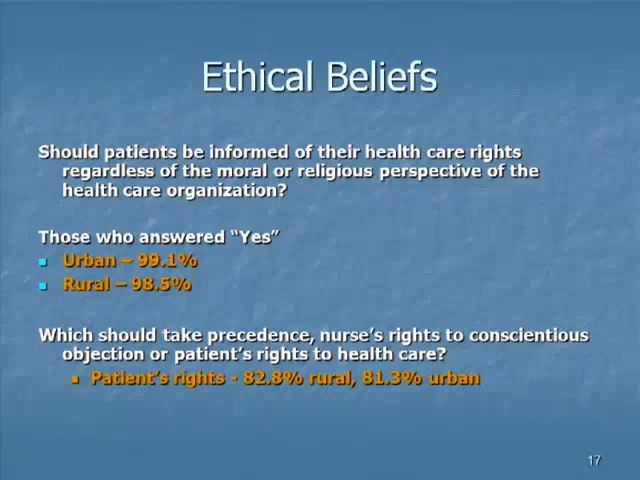 Ethical Beliefs
Should patients be informed of their health care rights
regardless of the moral or religious perspective of the
health care organization?
Those who answered “Yes”
Urban – 99.1%
Rural – 98.5%
Which should take precedence, nurse’s rights to conscientious
objection or patient’s rights to health care?
Patient’s rights - 82.8% rural, 81.3% urban
17